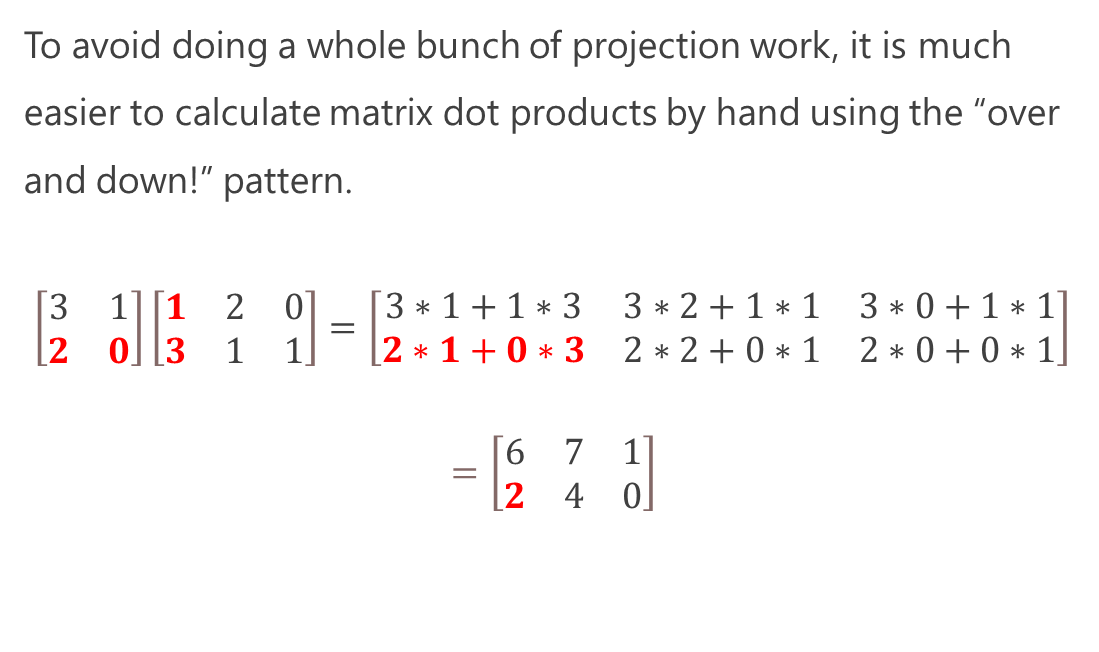 To avoid doing a whole bunch of projection work, it is much
easier to calculate matrix dot products by hand using the “over
and down!” pattern.
[3 1] [1 2 0] = [3 ∗ 1 + 1 ∗ 3 3 ∗ 2 + 1 ∗ 1 3 ∗ 0 + 1 ∗ 1]
[2 0] [3 1 1] [2 ∗ 1 + 0 ∗ 3 2 ∗ 2 + 0 ∗ 1 2 ∗ 0 + 0 ∗ 1]
= [6 7 1]
[2 4 0]